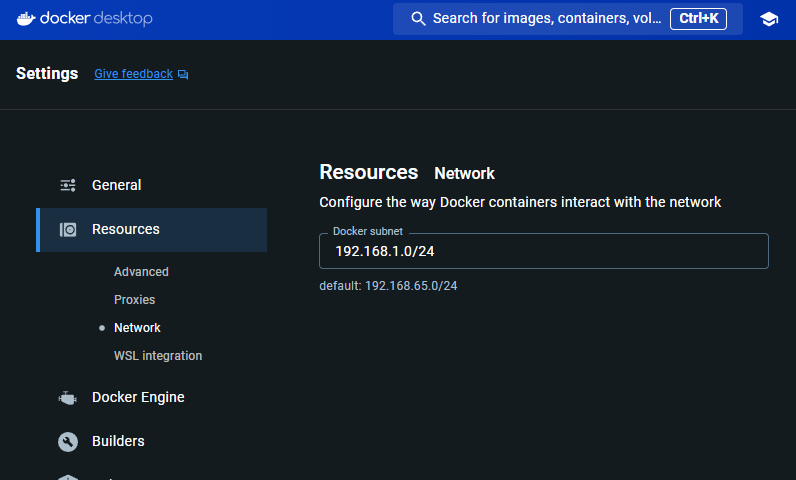 docker desktop
Search for images, containers, vol... Ctrl+K
Settings Give feedback
General
Resources
Advanced
Proxies
Network
WSL integration
Docker Engine
Builders
Resources Network
Configure the way Docker containers interact with the network
Docker subnet
192.168.1.0/24
default: 192.168.65.0/24